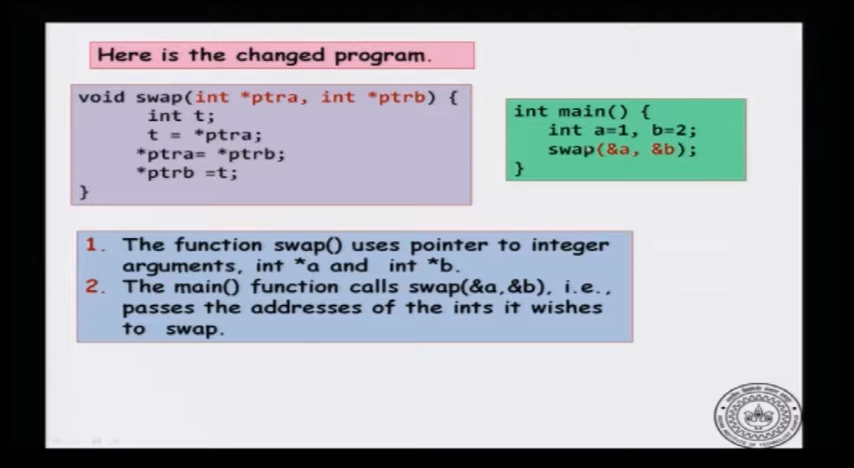 Here is the changed program.
void swap(int *ptra, int *ptrb) {
int t;
t = *ptra;
*ptra= *ptrb;
*ptrb =t;
}
int main() {
int a=1, b=2;
swap(&a, &b);
}
1. The function swap() uses pointer to integer
arguments, int *a and int *b.
2. The main() function calls swap(&a,&b), i.e.,
passes the addresses of the ints it wishes
to swap.